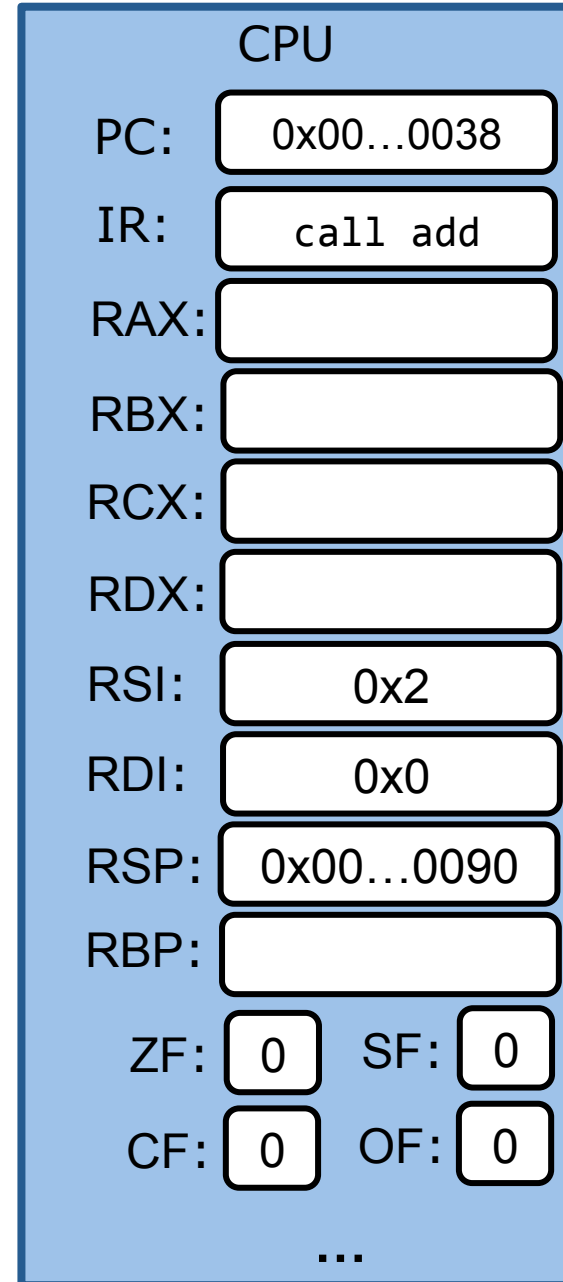 CPU
PC: 0x00...0038
IR: call add
RAX:
RBX:
RCX:
RDX:
RSI: 0x2
RDI: 0x0
RSP: 0x00...0090
RBP:
ZF: 0 SF: 0
CF: 0 OF: 0
...